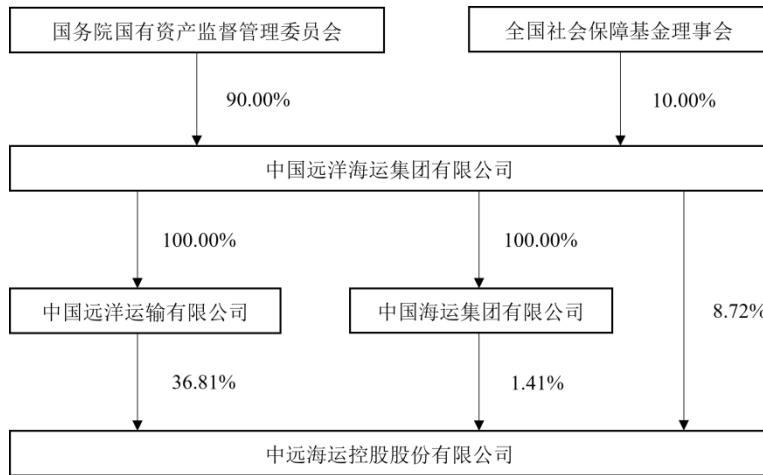 国务院国有资产监督管理委员会
全国社会保障基金理事会
90.00%
10.00%
中国远洋海运集团有限公司
100.00%
100.00%
中国远洋运输有限公司
中国海运集团有限公司
8.72%
36.81%
1.41%
中远海运控股股份有限公司